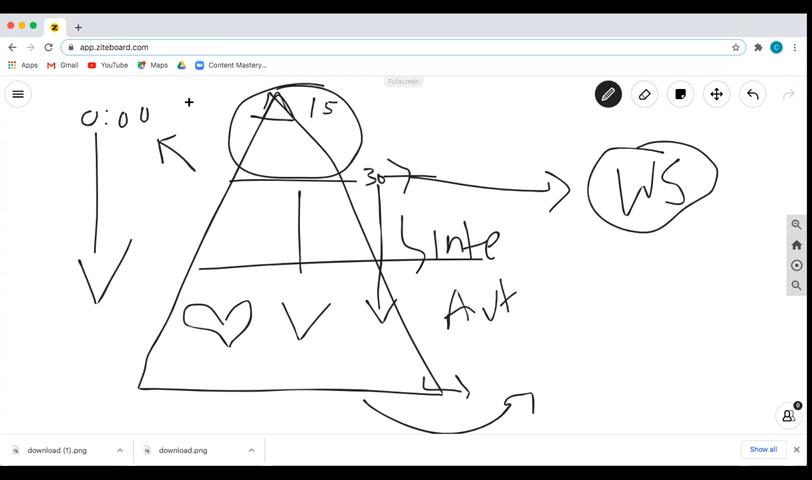 app.ziteboard.com
Apps Gmail YouTube Maps Content Mastery...
Fullscreen
0:00
15
30
WS
Inte
Avt
download (1).png download.png Show all